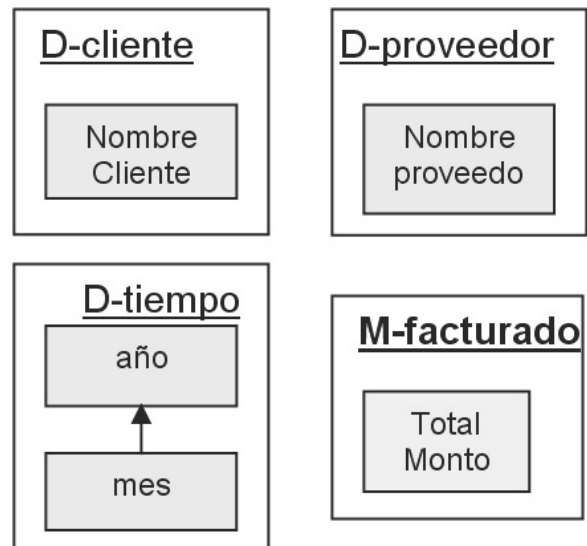 D-cliente
Nombre
Cliente
D-proveedor
Nombre
proveedo
D-tiempo
año
mes
M-facturado
Total
Monto